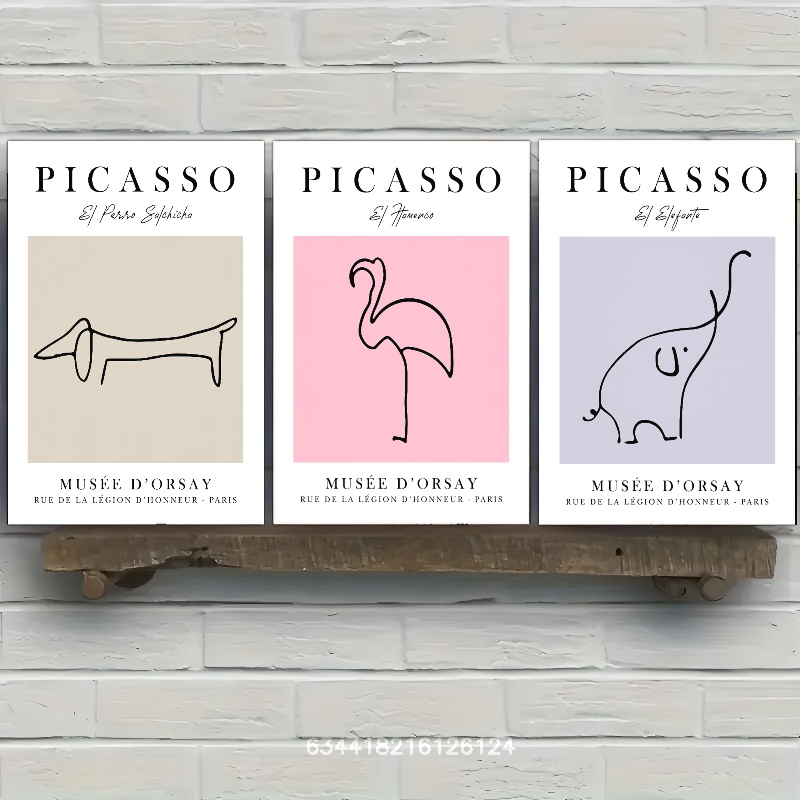 PICASSO
El Perro Salchicha
MUSÉE D'ORSAY
RUE DE LA LÉGION D'HONNEUR - PARIS
PICASSO
El Flamenco
MUSÉE D'ORSAY
RUE DE LA LÉGION D'HONNEUR - PARIS
PICASSO
El Elefante
MUSÉE D'ORSAY
RUE DE LA LÉGION D'HONNEUR - PARIS
634418216126124